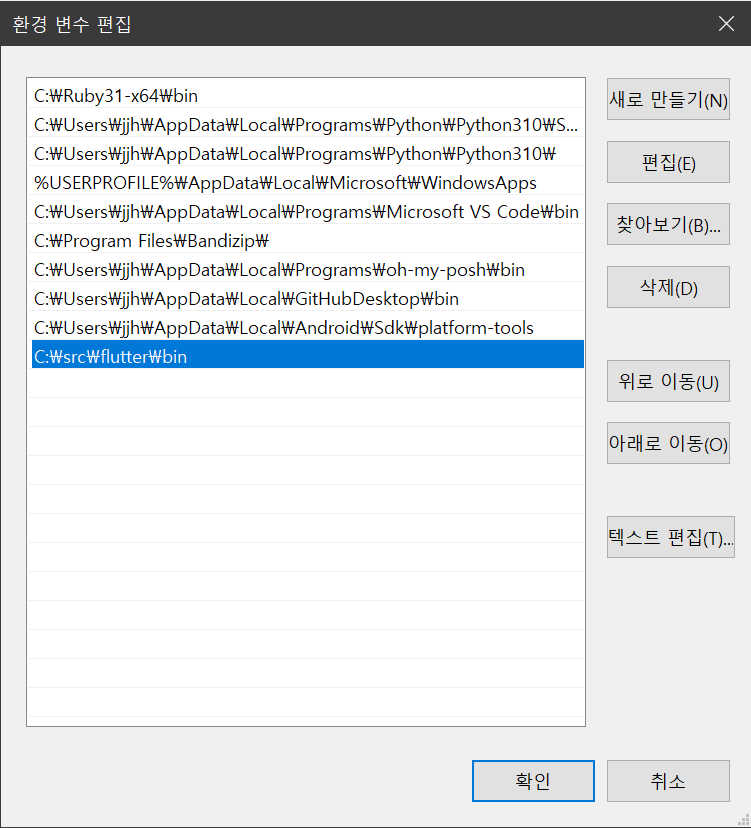 환경 변수 편집
C:₩Ruby31-x64₩bin
C:₩Users₩jjh₩AppData₩Local₩Programs₩Python₩Python310₩S...
C:₩Users₩jjh₩AppData₩Local₩Programs₩Python₩Python310₩
%USERPROFILE%₩AppData₩Local₩Microsoft₩WindowsApps
C:₩Users₩jjh₩AppData₩Local₩Programs₩Microsoft VS Code₩bin
C:₩Program Files₩Bandizip₩
C:₩Users₩jjh₩AppData₩Local₩Programs₩oh-my-posh₩bin
C:₩Users₩jjh₩AppData₩Local₩GitHubDesktop₩bin
C:₩Users₩jjh₩AppData₩Local₩Android₩Sdk₩platform-tools
C:₩src₩flutter₩bin
새로 만들기(N)
편집(E)
찾아보기(B)...
삭제(D)
위로 이동(U)
아래로 이동(O)
텍스트 편집(T)...
확인
취소